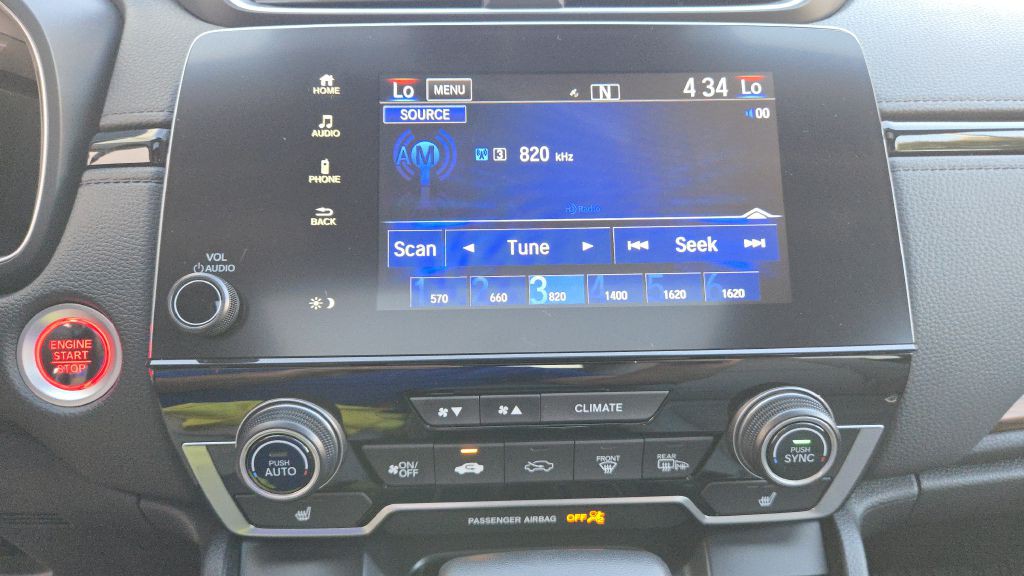 HOME
AUDIO
PHONE
BACK
VOL
AUDIO
Lo MENU N 4 34 Lo
SOURCE 00
AM 3 820 kHz
Radio
Scan Tune Seek
1 570 2 660 3 820 4 1400 5 1620 6 1620
ENGINE
START
STOP
CLIMATE
PUSH
AUTO
ON/
OFF
FRONT
REAR
PUSH
SYNC
PASSENGER AIRBAG OFF